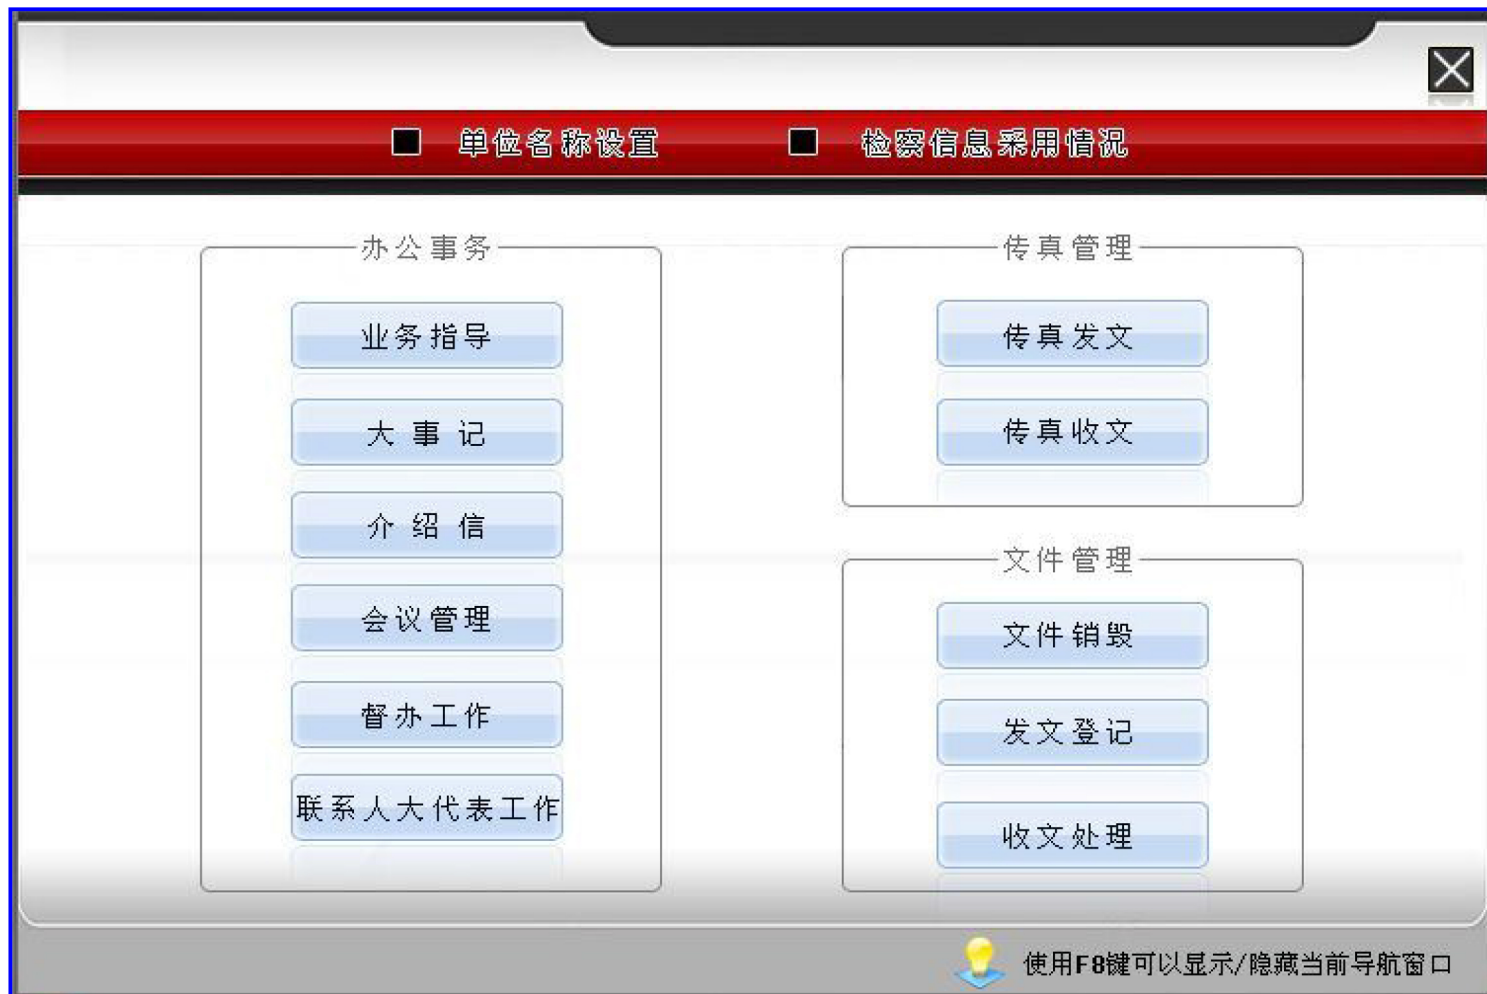 单位名称设置
检察信息采用情况
办公事务
业务指导
大事记
介绍信
会议管理
督办工作
联系人大代表工作
传真管理
传真发文
传真收文
文件管理
文件销毁
发文登记
收文处理
使用F8键可以显示/隐藏当前导航窗口